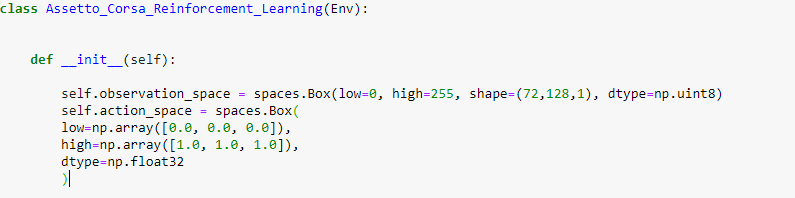 class Assetto_Corsa_Reinforcement_Learning(Env):
def __init__(self):
self.observation_space = spaces.Box(low=0, high=255, shape=(72,128,1), dtype=np.uint8)
self.action_space = spaces.Box(
low=np.array([0.0, 0.0, 0.0]),
high=np.array([1.0, 1.0, 1.0]),
dtype=np.float32
)